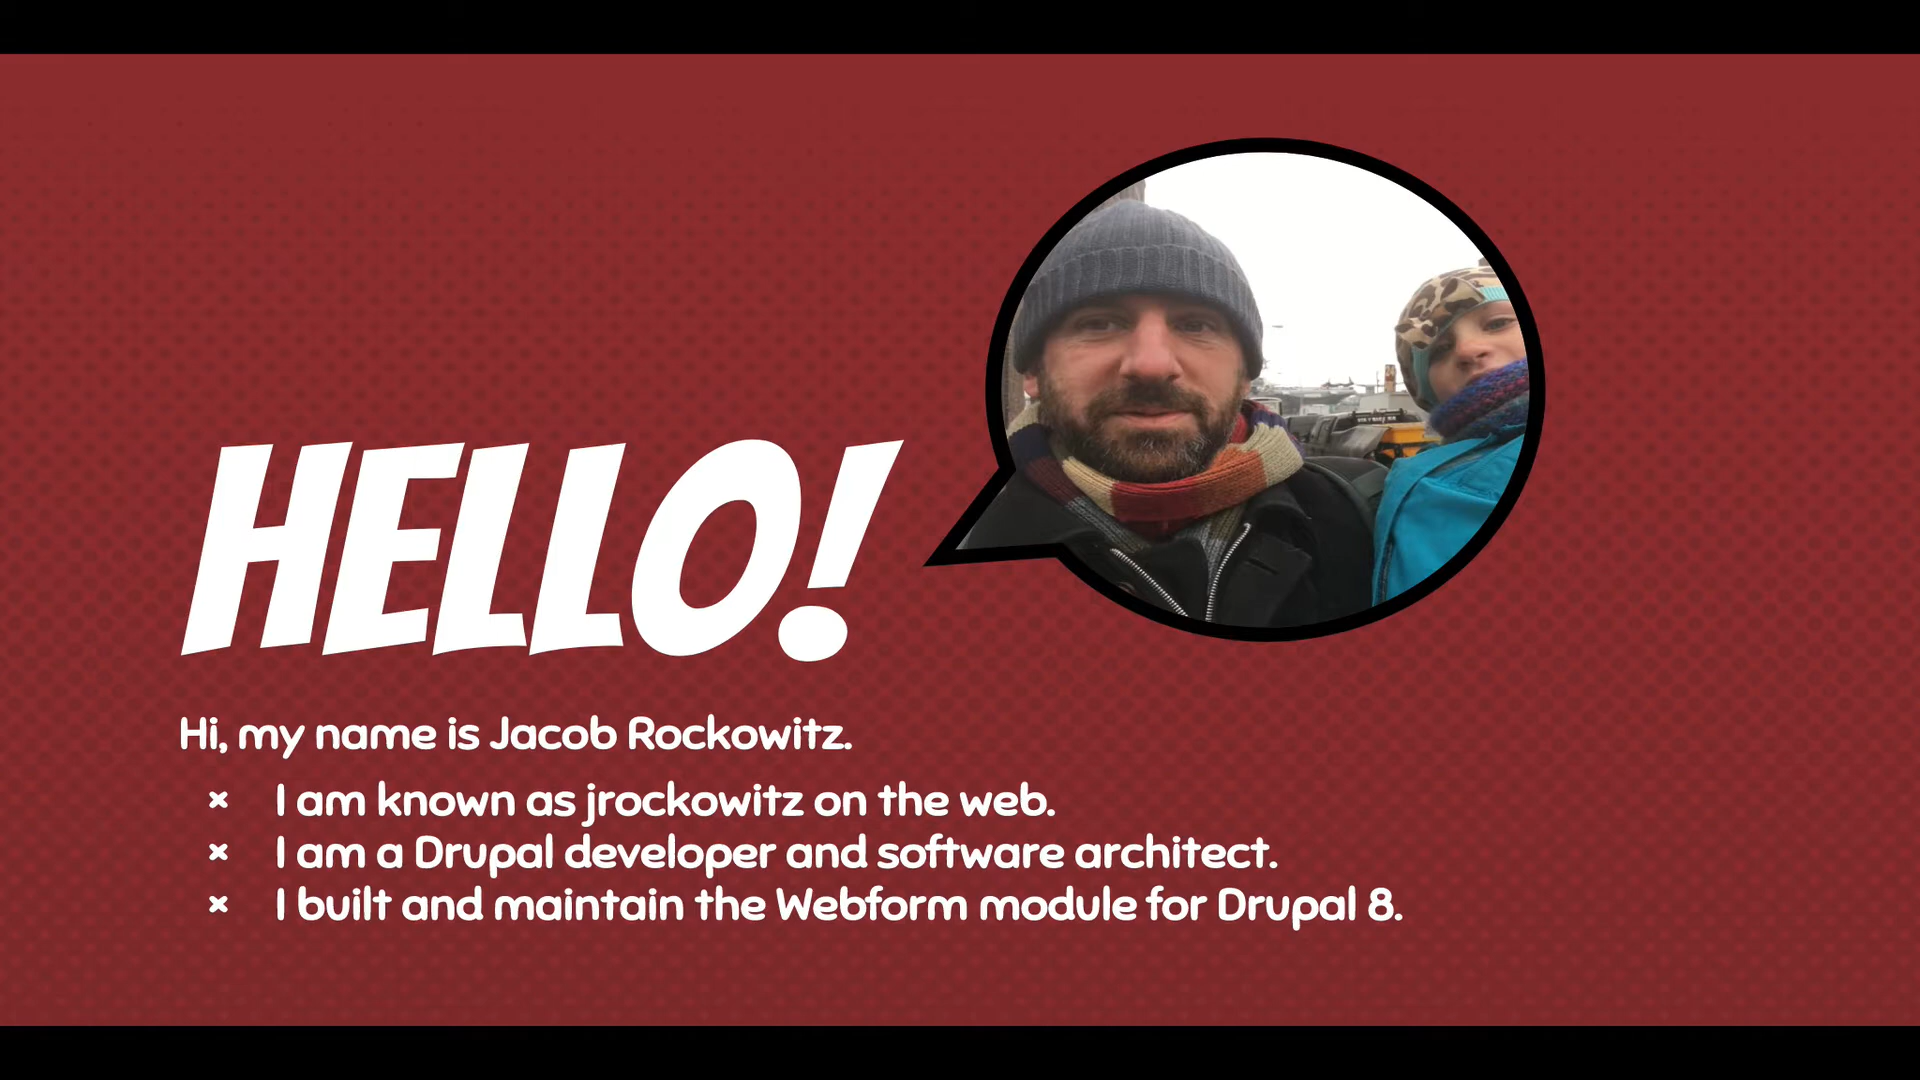 HELLO!
Hi, my name is Jacob Rockowitz.
× I am known as jrockowitz on the web.
× I am a Drupal developer and software architect.
× I built and maintain the Webform module for Drupal 8.